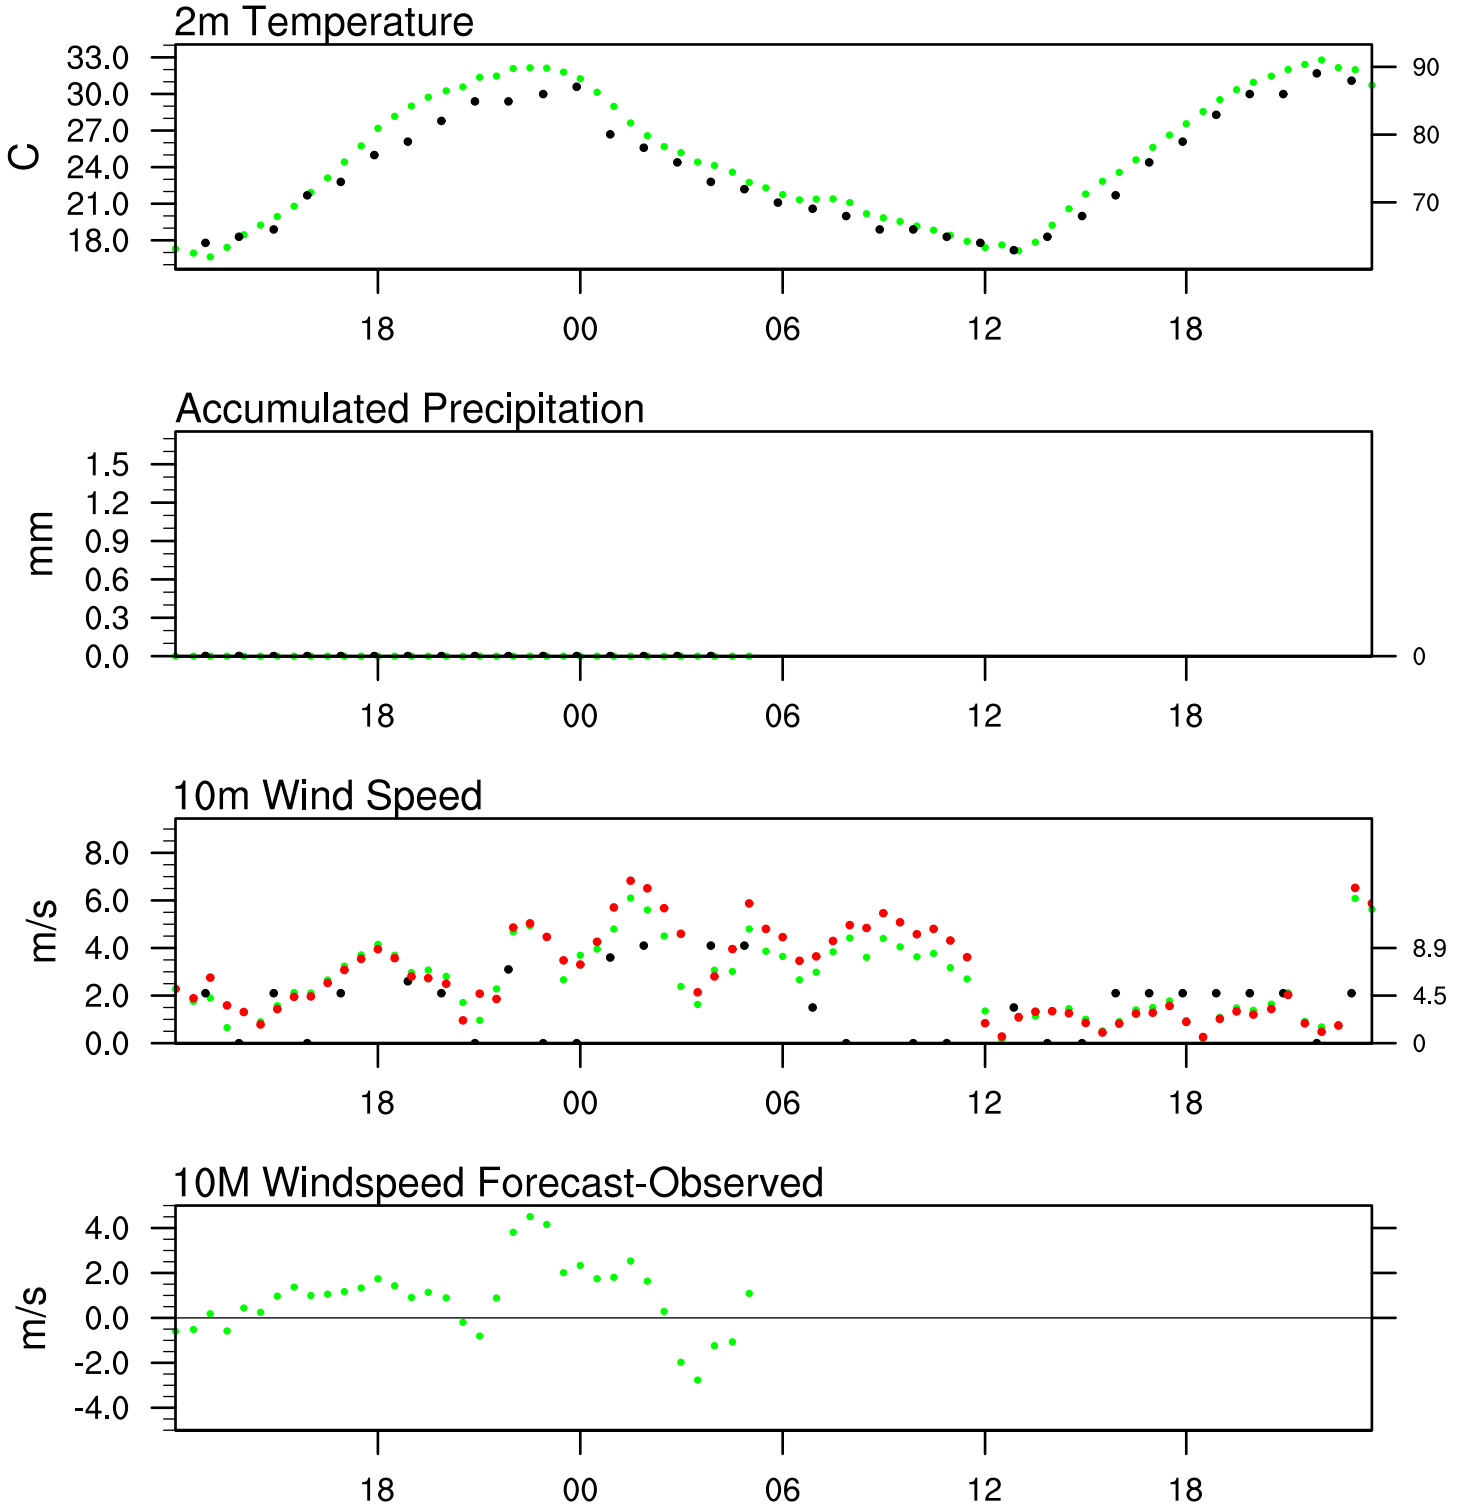 2m Temperature
33.0
30.0
27.0
24.0
21.0
18.0
C
90
80
70
18 00 06 12 18
Accumulated Precipitation
1.5
1.2
0.9
0.6
0.3
0.0
mm
0
18 00 06 12 18
10m Wind Speed
8.0
6.0
4.0
2.0
0.0
m/s
8.9
4.5
0
18 00 06 12 18
10M Windspeed Forecast-Observed
4.0
2.0
0.0
-2.0
-4.0
m/s
18 00 06 12 18